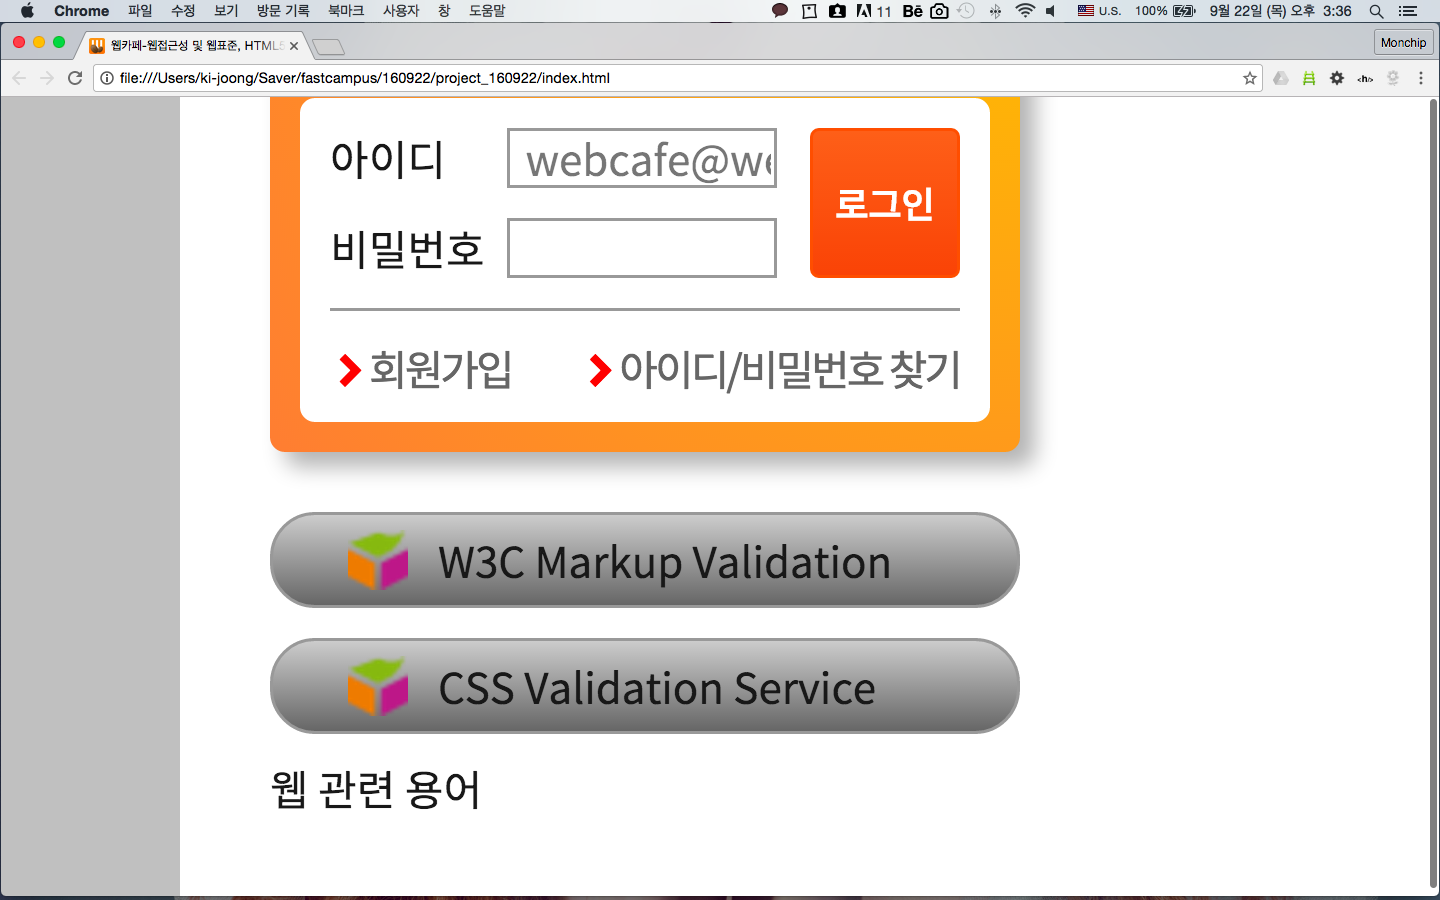 Chrome 파일 수정 보기 방문 기록 북마크 사용자 창 도움말 11 Bē U.S. 100% 9월 22일 (목) 오후 3:36
웹카페-웹접근성 및 웹표준, HTML5 Monchip
file:///Users/ki-joong/Saver/fastcampus/160922/project_160922/index.html <h/>
아이디 webcafe@we
로그인
비밀번호
회원가입 아이디/비밀번호 찾기
W3C Markup Validation
CSS Validation Service
웹 관련 용어